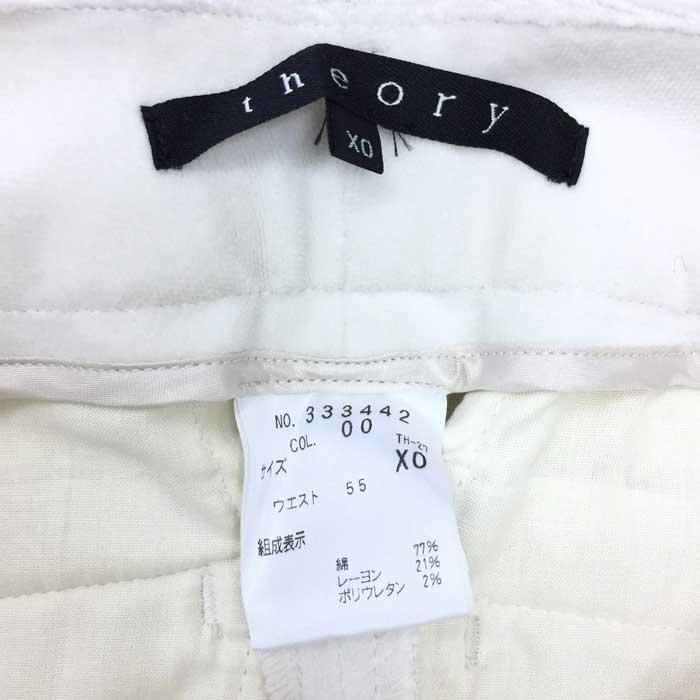 theory
XO
NO. 333442
COL. 00
TH-27
サイズ XO
ウエスト 55
組成表示
綿 77%
レーヨン 21%
ポリウレタン 2%